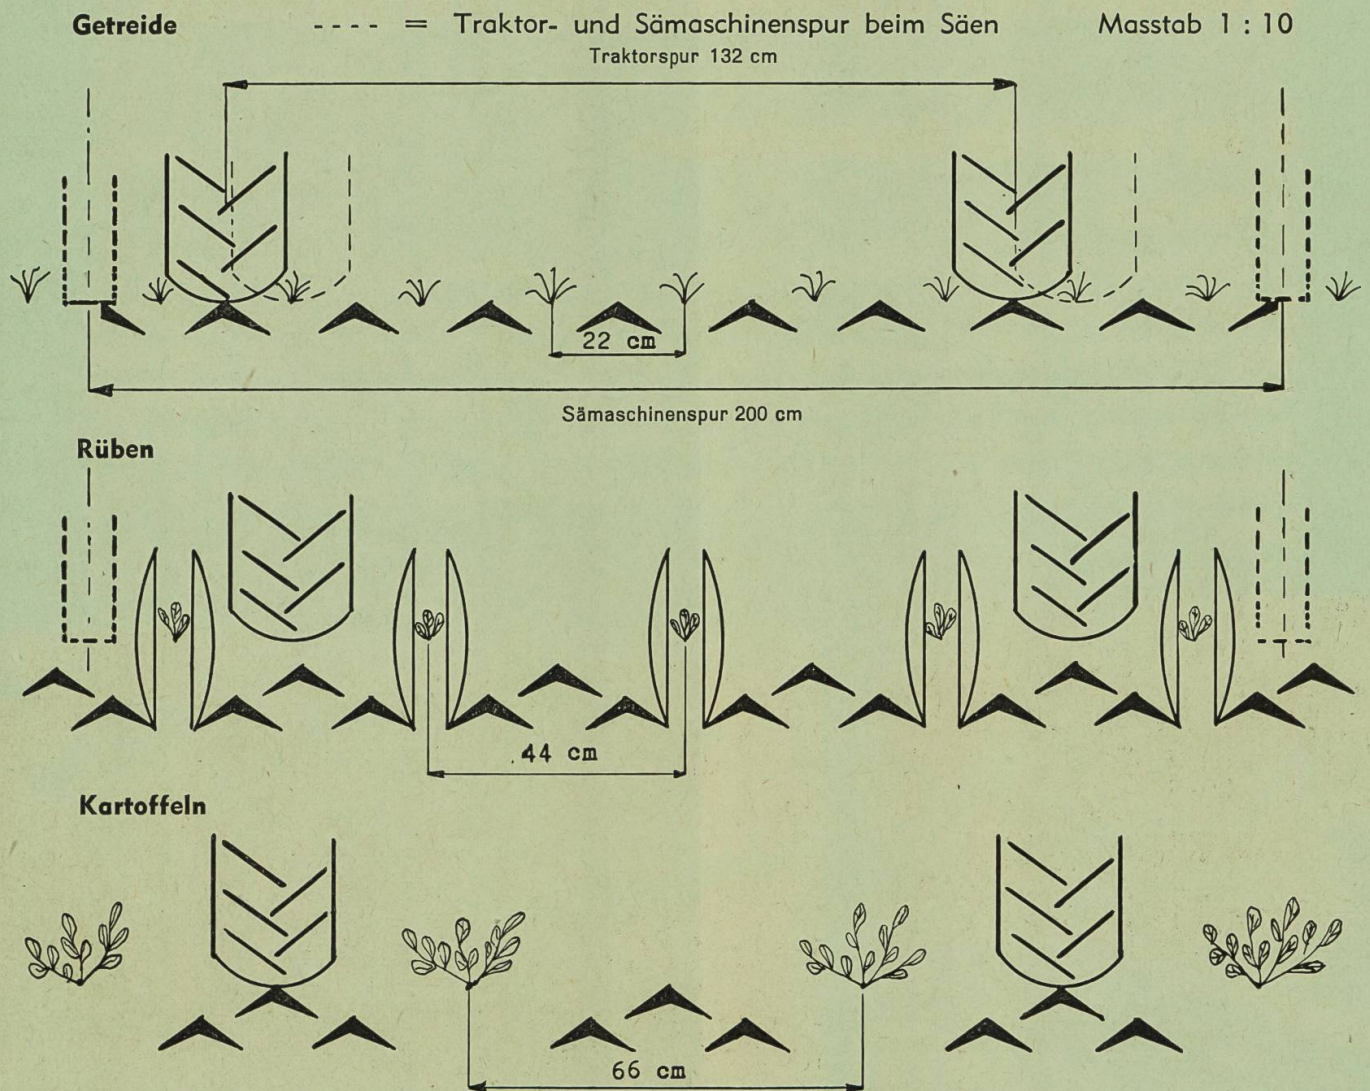 Getreide ---- = Traktor- und Sämaschinenspur beim Säen Masstab 1 : 10
Traktorspur 132 cm
22 cm
Sämaschinenspur 200 cm
Rüben
44 cm
Kartoffeln
66 cm